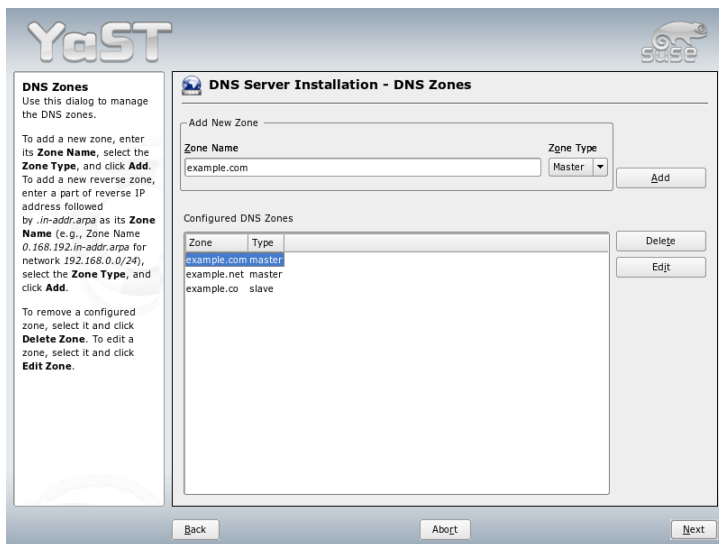 YaST
SUSE
DNS Zones
Use this dialog to manage
the DNS zones.
To add a new zone, enter
its Zone Name, select the
Zone Type, and click Add.
To add a new reverse zone,
enter a part of reverse IP
address followed
by .in-addr.arpa as its Zone
Name (e.g., Zone Name
0.168.192.in-addr.arpa for
network 192.168.0.0/24),
select the Zone Type, and
click Add.
To remove a configured
zone, select it and click
Delete Zone. To edit a
zone, select it and click
Edit Zone.
DNS Server Installation - DNS Zones
Add New Zone
Zone Name Zone Type
example.com Master
Add
Configured DNS Zones
Zone Type
example.com master
example.net master
example.co slave
Delete
Edit
Back Abort Next